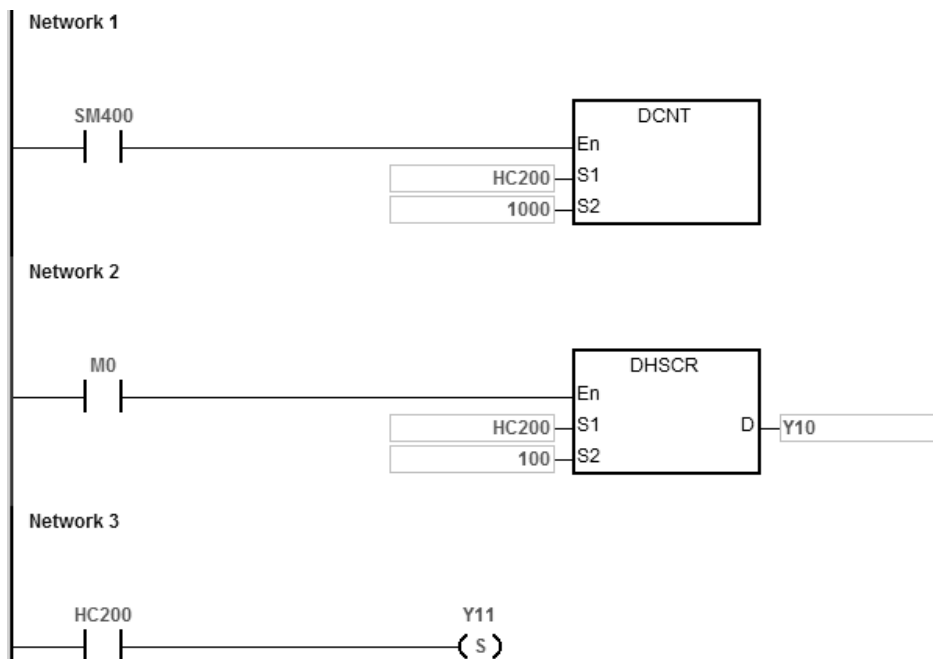 Network 1
SM400
DCNT
En
HC200 S1
1000 S2
Network 2
M0
DHSCR
En
HC200 S1 D Y10
100 S2
Network 3
HC200 Y11
S